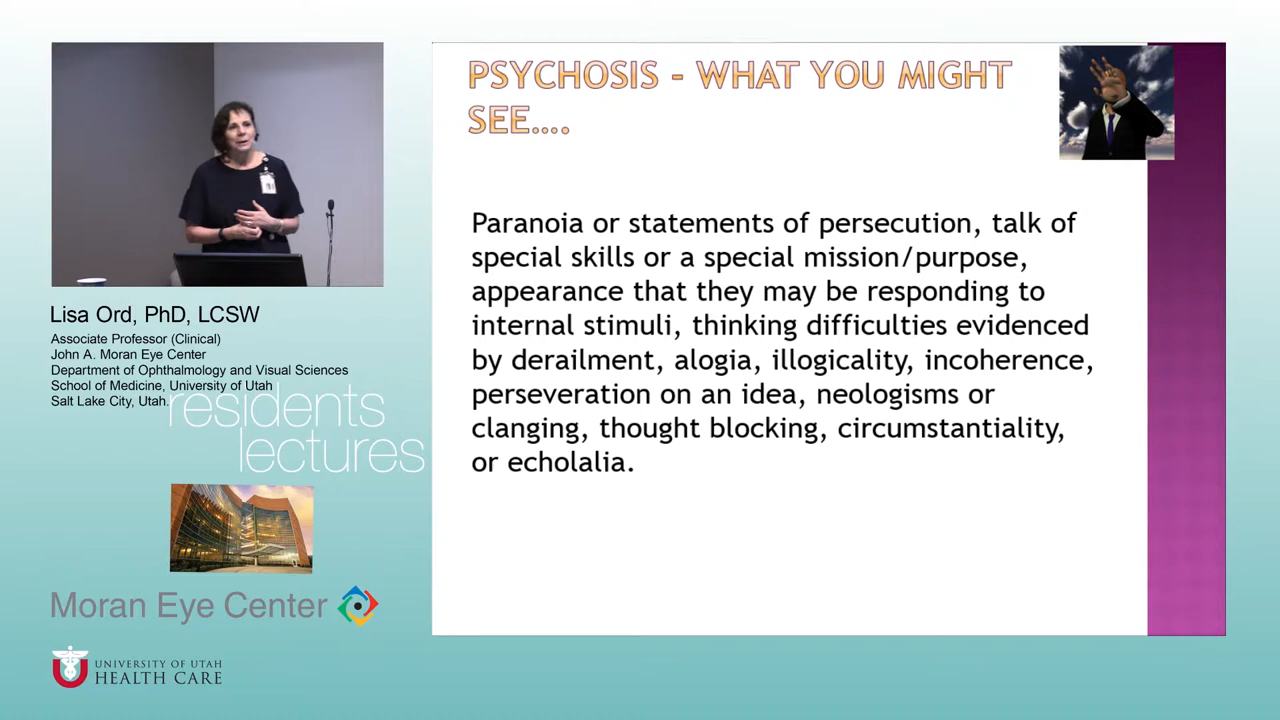 PSYCHOSIS - WHAT YOU MIGHT
SEE....
Paranoia or statements of persecution, talk of
special skills or a special mission/purpose,
appearance that they may be responding to
internal stimuli, thinking difficulties evidenced
by derailment, alogia, illogicality, incoherence,
perseveration on an idea, neologisms or
clanging, thought blocking, circumstantiality,
or echolalia.
Lisa Ord, PhD, LCSW
Associate Professor (Clinical)
John A. Moran Eye Center
Department of Ophthalmology and Visual Sciences
School of Medicine, University of Utah
Salt Lake City, Utah.
residents
lectures
Moran Eye Center
UNIVERSITY OF UTAH
HEALTH CARE